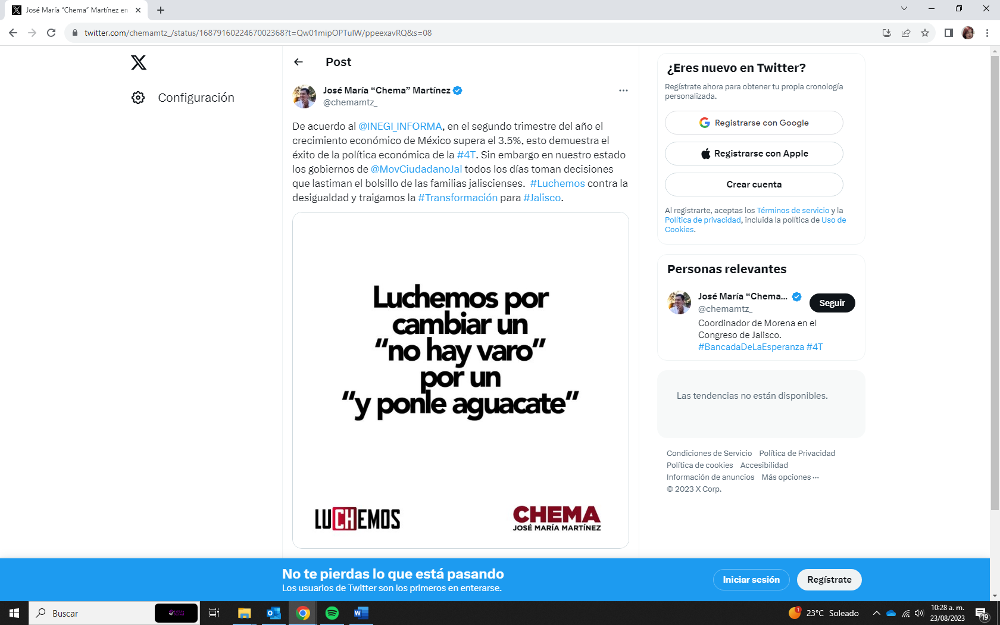 José María “Chema” Martínez en
twitter.com/chemamtz_/status/1687916022467002368?t=Qw01mipOPTuIW/ppeexavRQ&s=08
Configuración
Post
José María “Chema” Martínez
@chemamtz_
De acuerdo al @INEGI_INFORMA, en el segundo trimestre del año el
crecimiento económico de México supera el 3.5%, esto demuestra el
éxito de la política económica de la #4T. Sin embargo en nuestro estado
los gobiernos de @MovCiudadanoJal todos los días toman decisiones
que lastiman el bolsillo de las familias jaliscienses. #Luchemos contra la
desigualdad y traigamos la #Transformación para #Jalisco.
Luchemos por
cambiar un
“no hay varo”
por un
“y ponle aguacate”
LUCHEMOS
CHEMA
JOSÉ MARÍA MARTÍNEZ
¿Eres nuevo en Twitter?
Regístrate ahora para obtener tu propia cronología
personalizada.
Registrarse con Google
Registrarse con Apple
Crear cuenta
Al registrarte, aceptas los Términos de servicio y la
Política de privacidad, incluida la política de Uso de
Cookies.
Personas relevantes
José María “Chema...
@chemamtz_
Seguir
Coordinador de Morena en el
Congreso de Jalisco.
#BancadaDeLaEsperanza #4T
Las tendencias no están disponibles.
Condiciones de Servicio Política de Privacidad
Política de cookies Accesibilidad
Información de anuncios Más opciones ···
© 2023 X Corp.
No te pierdas lo que está pasando
Los usuarios de Twitter son los primeros en enterarse.
Iniciar sesión
Regístrate
Buscar
1
23°C Soleado
10:28 a. m.
23/08/2023
19